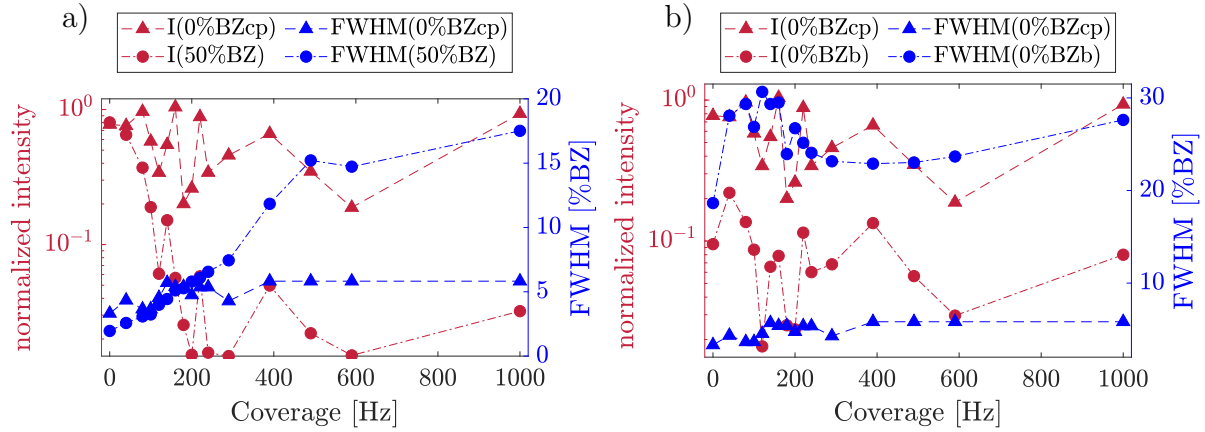 a)
I(0%BZcp) FWHM(0%BZcp)
I(50%BZ) FWHM(50%BZ)
normalized intensity
10^0
10^-1
20
15
10
5
0
FWHM [%BZ]
0 200 400 600 800 1000
Coverage [Hz]
b)
I(0%BZcp) FWHM(0%BZcp)
I(0%BZb) FWHM(0%BZb)
normalized intensity
10^0
10^-1
30
20
10
FWHM [%BZ]
0 200 400 600 800 1000
Coverage [Hz]